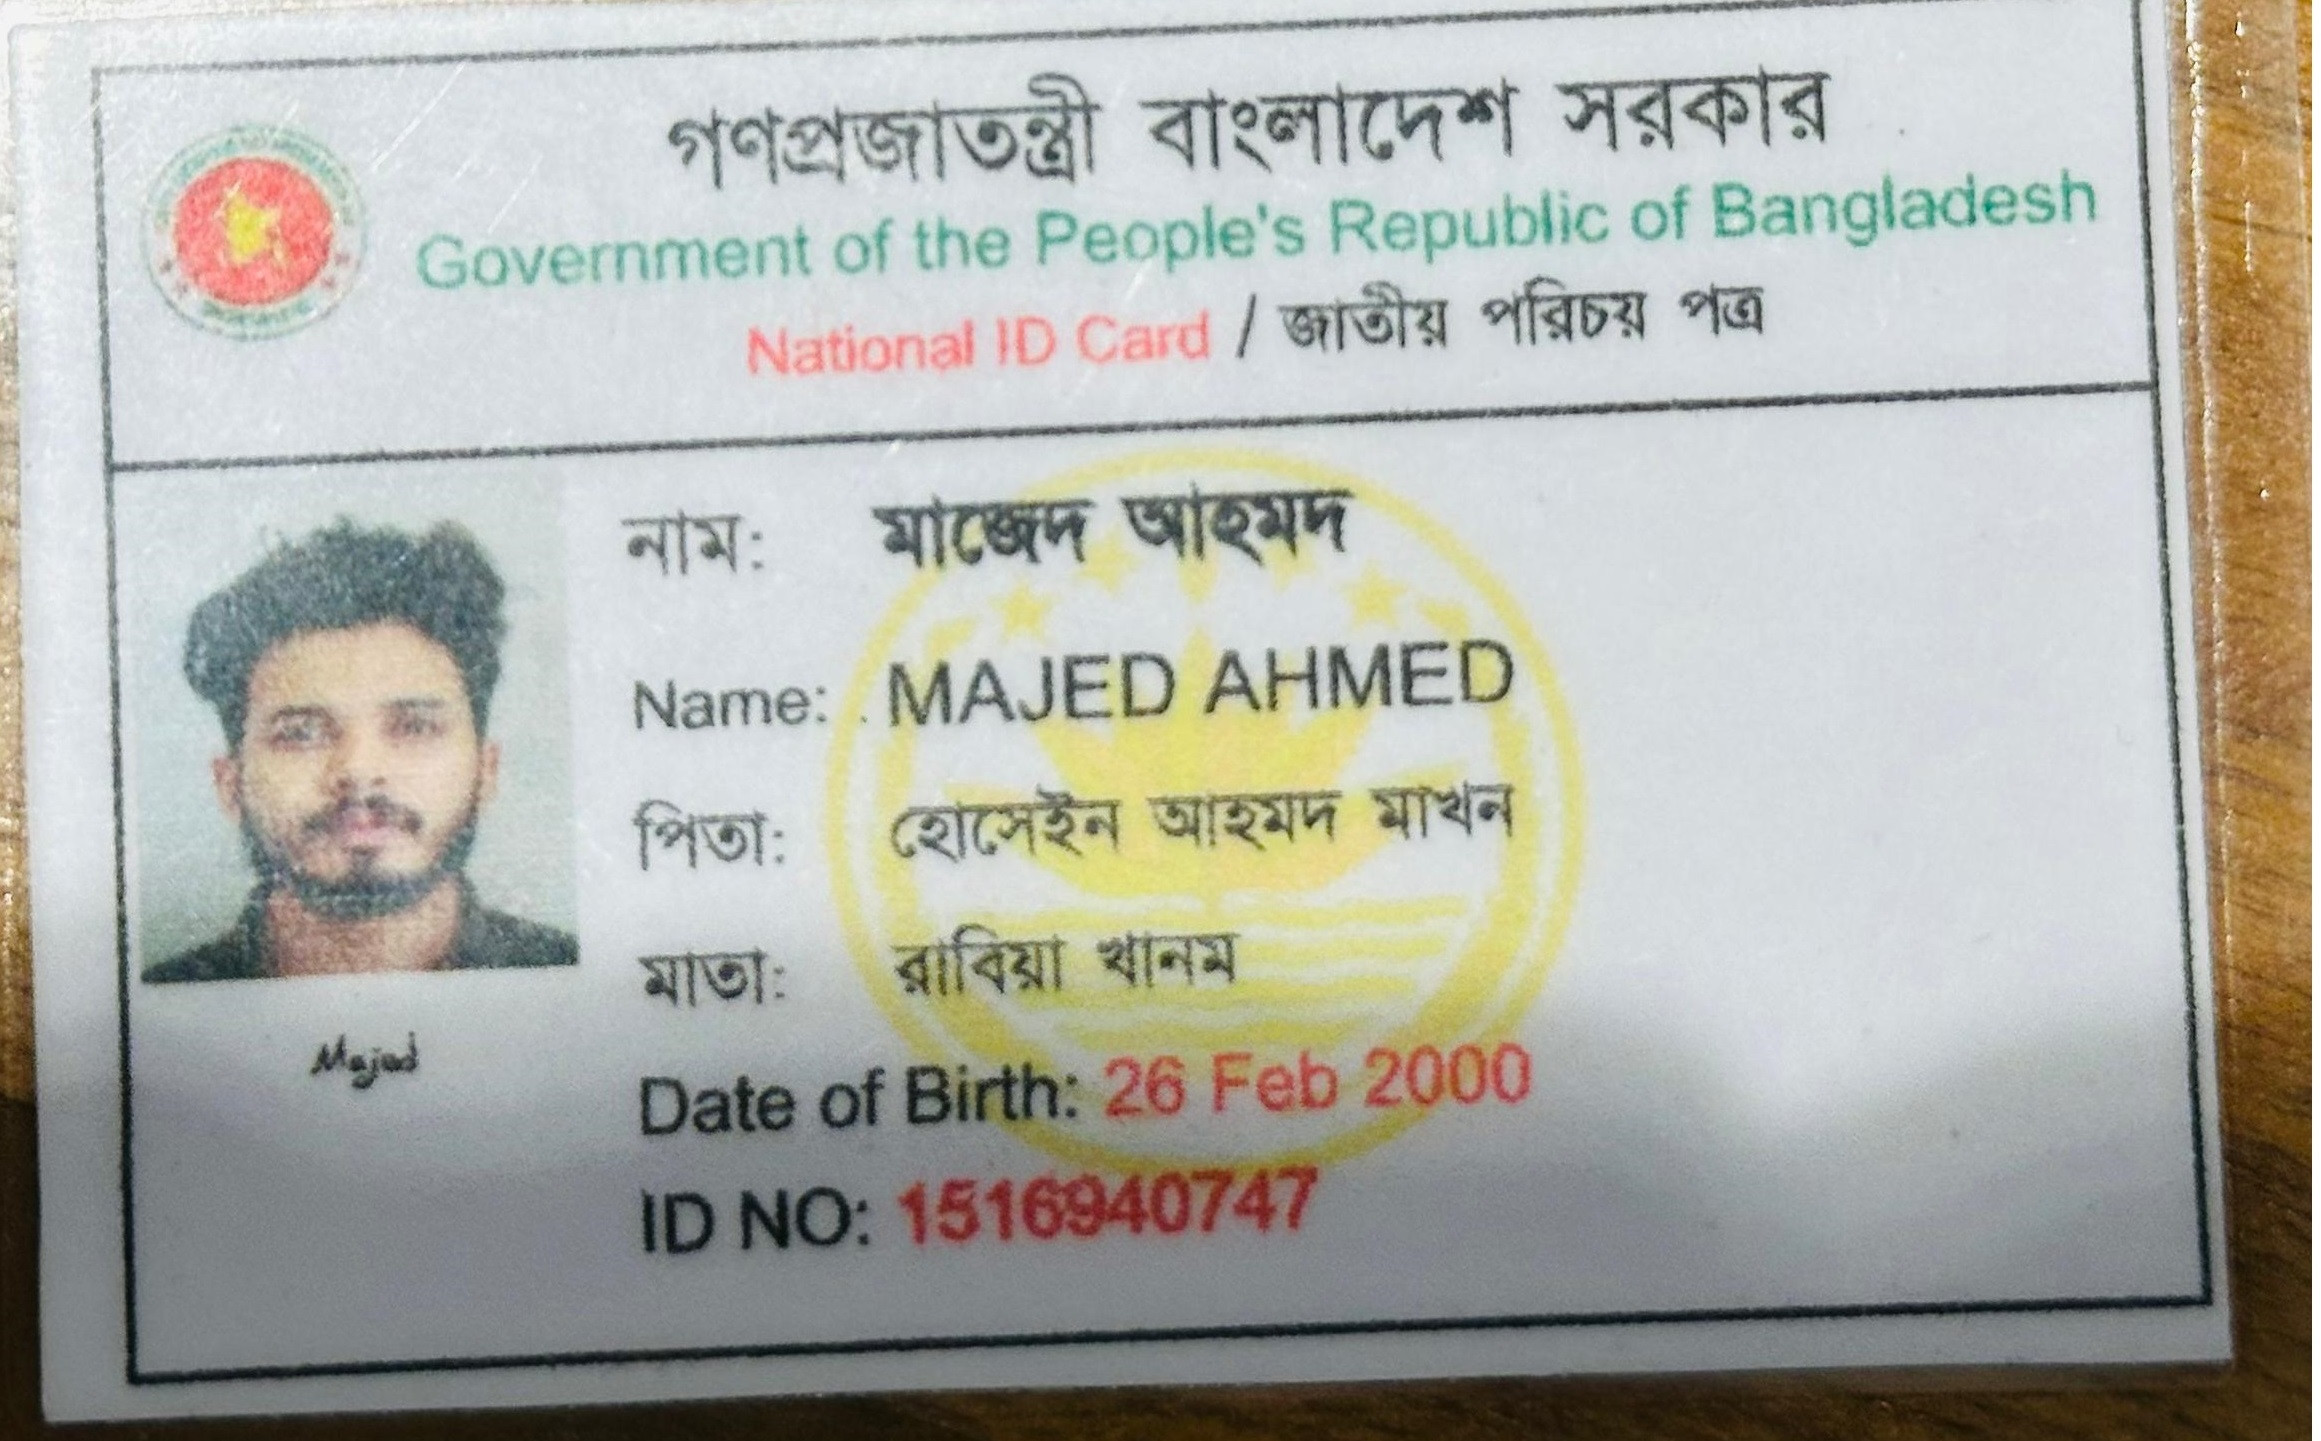 গণপ্রজাতন্ত্রী বাংলাদেশ সরকার
Government of the People's Republic of Bangladesh
National ID Card / জাতীয় পরিচয় পত্র
নাম: মাজেদ আহমদ
Name: MAJED AHMED
পিতা: হোসেইন আহমদ মাখন
মাতা: রাবিয়া খানম
Majed
Date of Birth: 26 Feb 2000
ID NO: 1516940747